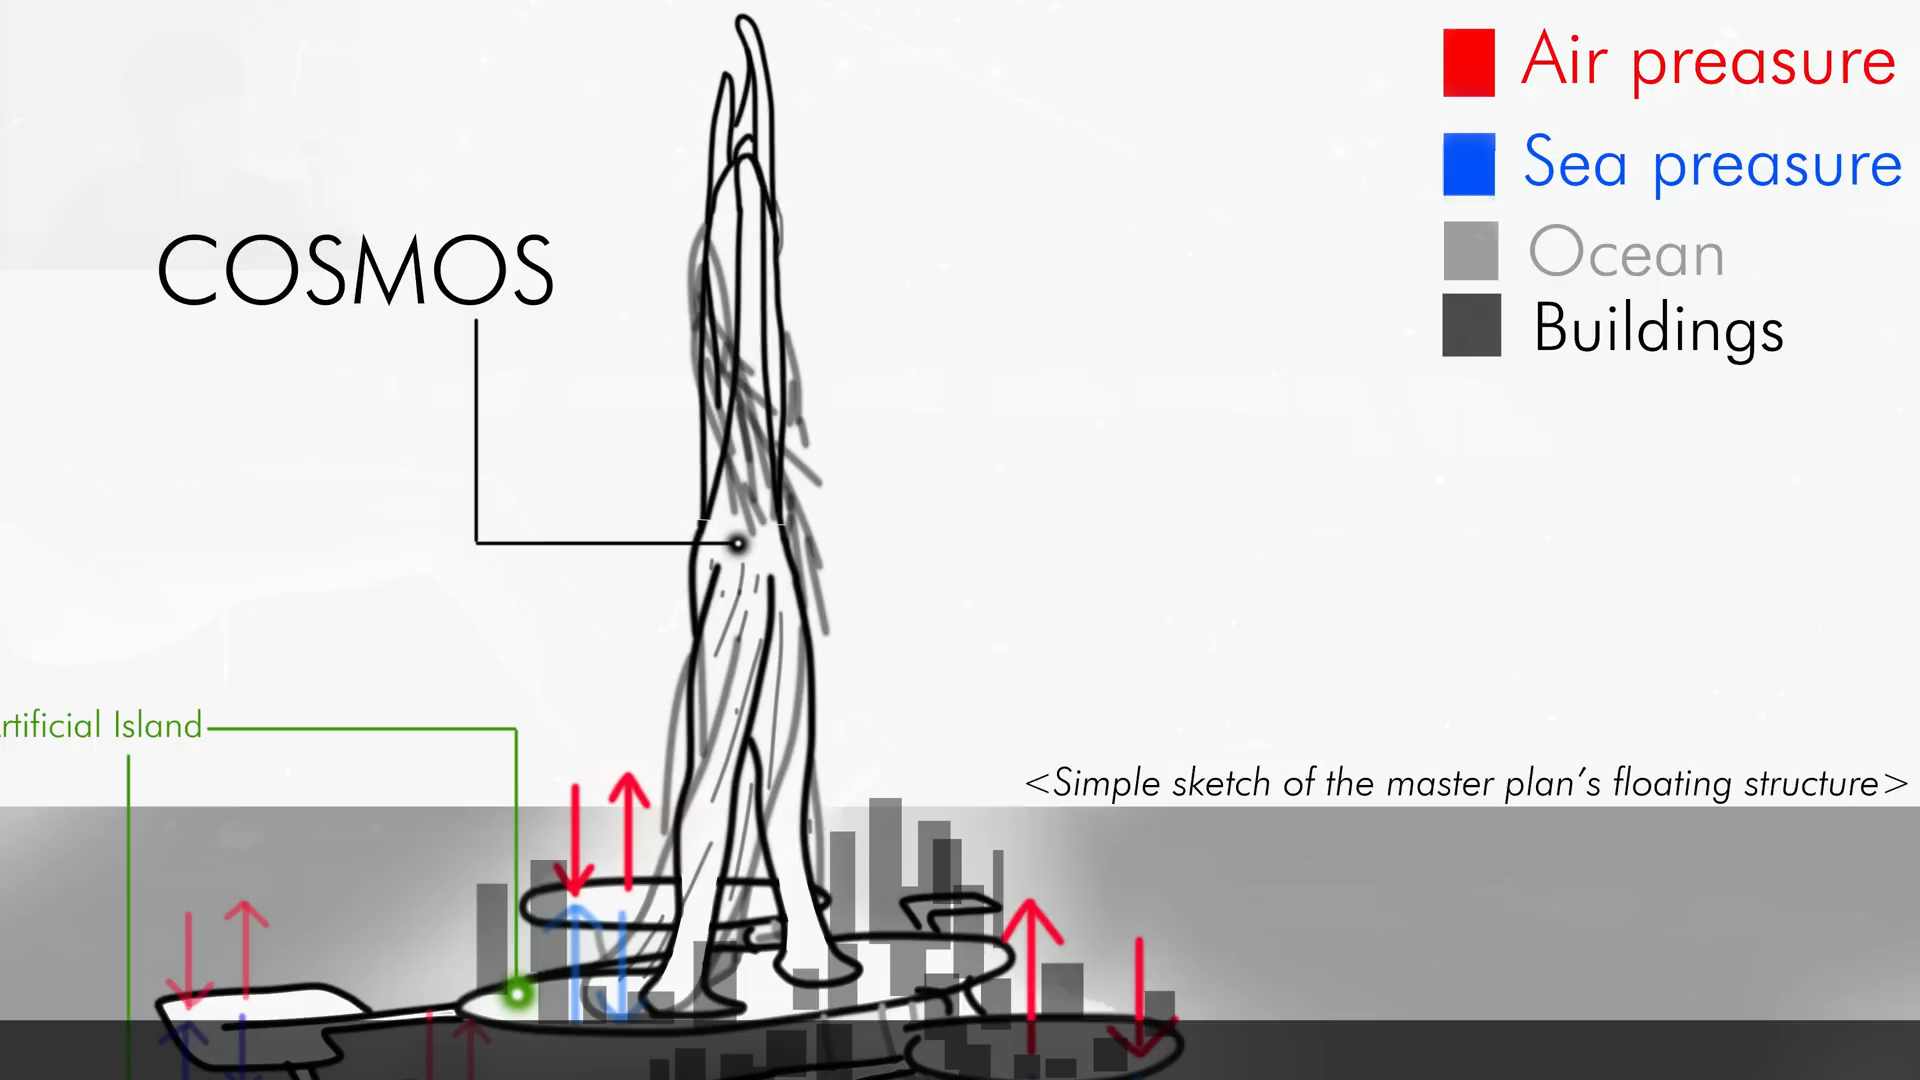 Air preasure
Sea preasure
Ocean
Buildings
COSMOS
rtificial Island
<Simple sketch of the master plan's floating structure>